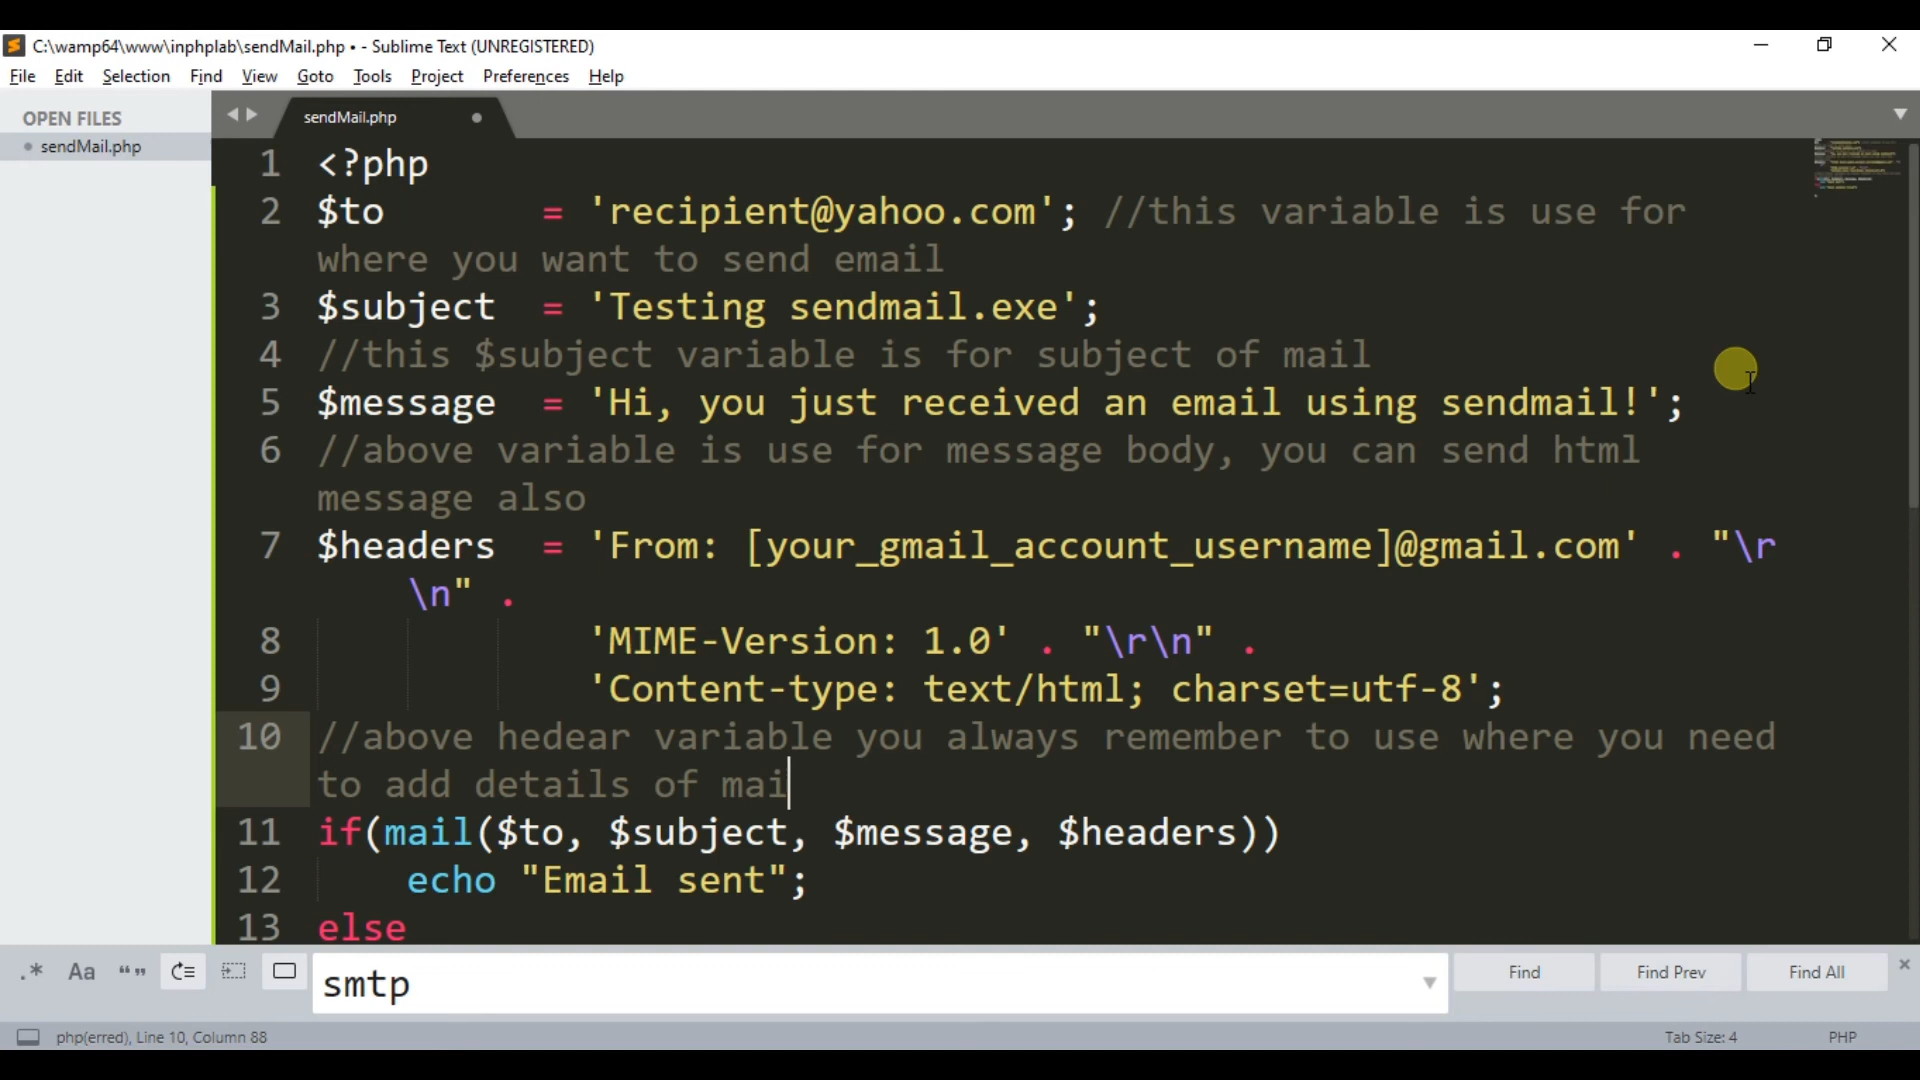 C:\wamp64\www\inphplab\sendMail.php • - Sublime Text (UNREGISTERED)
File Edit Selection Find View Goto Tools Project Preferences Help
OPEN FILES
sendMail.php
sendMail.php
1 <?php
2 $to = 'recipient@yahoo.com'; //this variable is use for
where you want to send email
3 $subject = 'Testing sendmail.exe';
4 //this $subject variable is for subject of mail
5 $message = 'Hi, you just received an email using sendmail!';
6 //above variable is use for message body, you can send html
message also
7 $headers = 'From: [your_gmail_account_username]@gmail.com' . "\r
\n" .
8 'MIME-Version: 1.0' . "\r\n" .
9 'Content-type: text/html; charset=utf-8';
10 //above hedear variable you always remember to use where you need
to add details of mai
11 if(mail($to, $subject, $message, $headers))
12 echo "Email sent";
13 else
.* Aa “” smtp Find Find Prev Find All
php(erred), Line 10, Column 88 Tab Size: 4 PHP